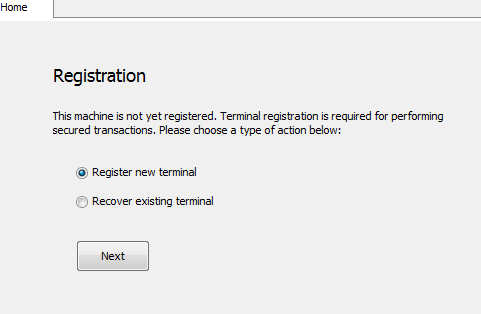 Home
Registration
This machine is not yet registered. Terminal registration is required for performing
secured transactions. Please choose a type of action below:
Register new terminal
Recover existing terminal
Next